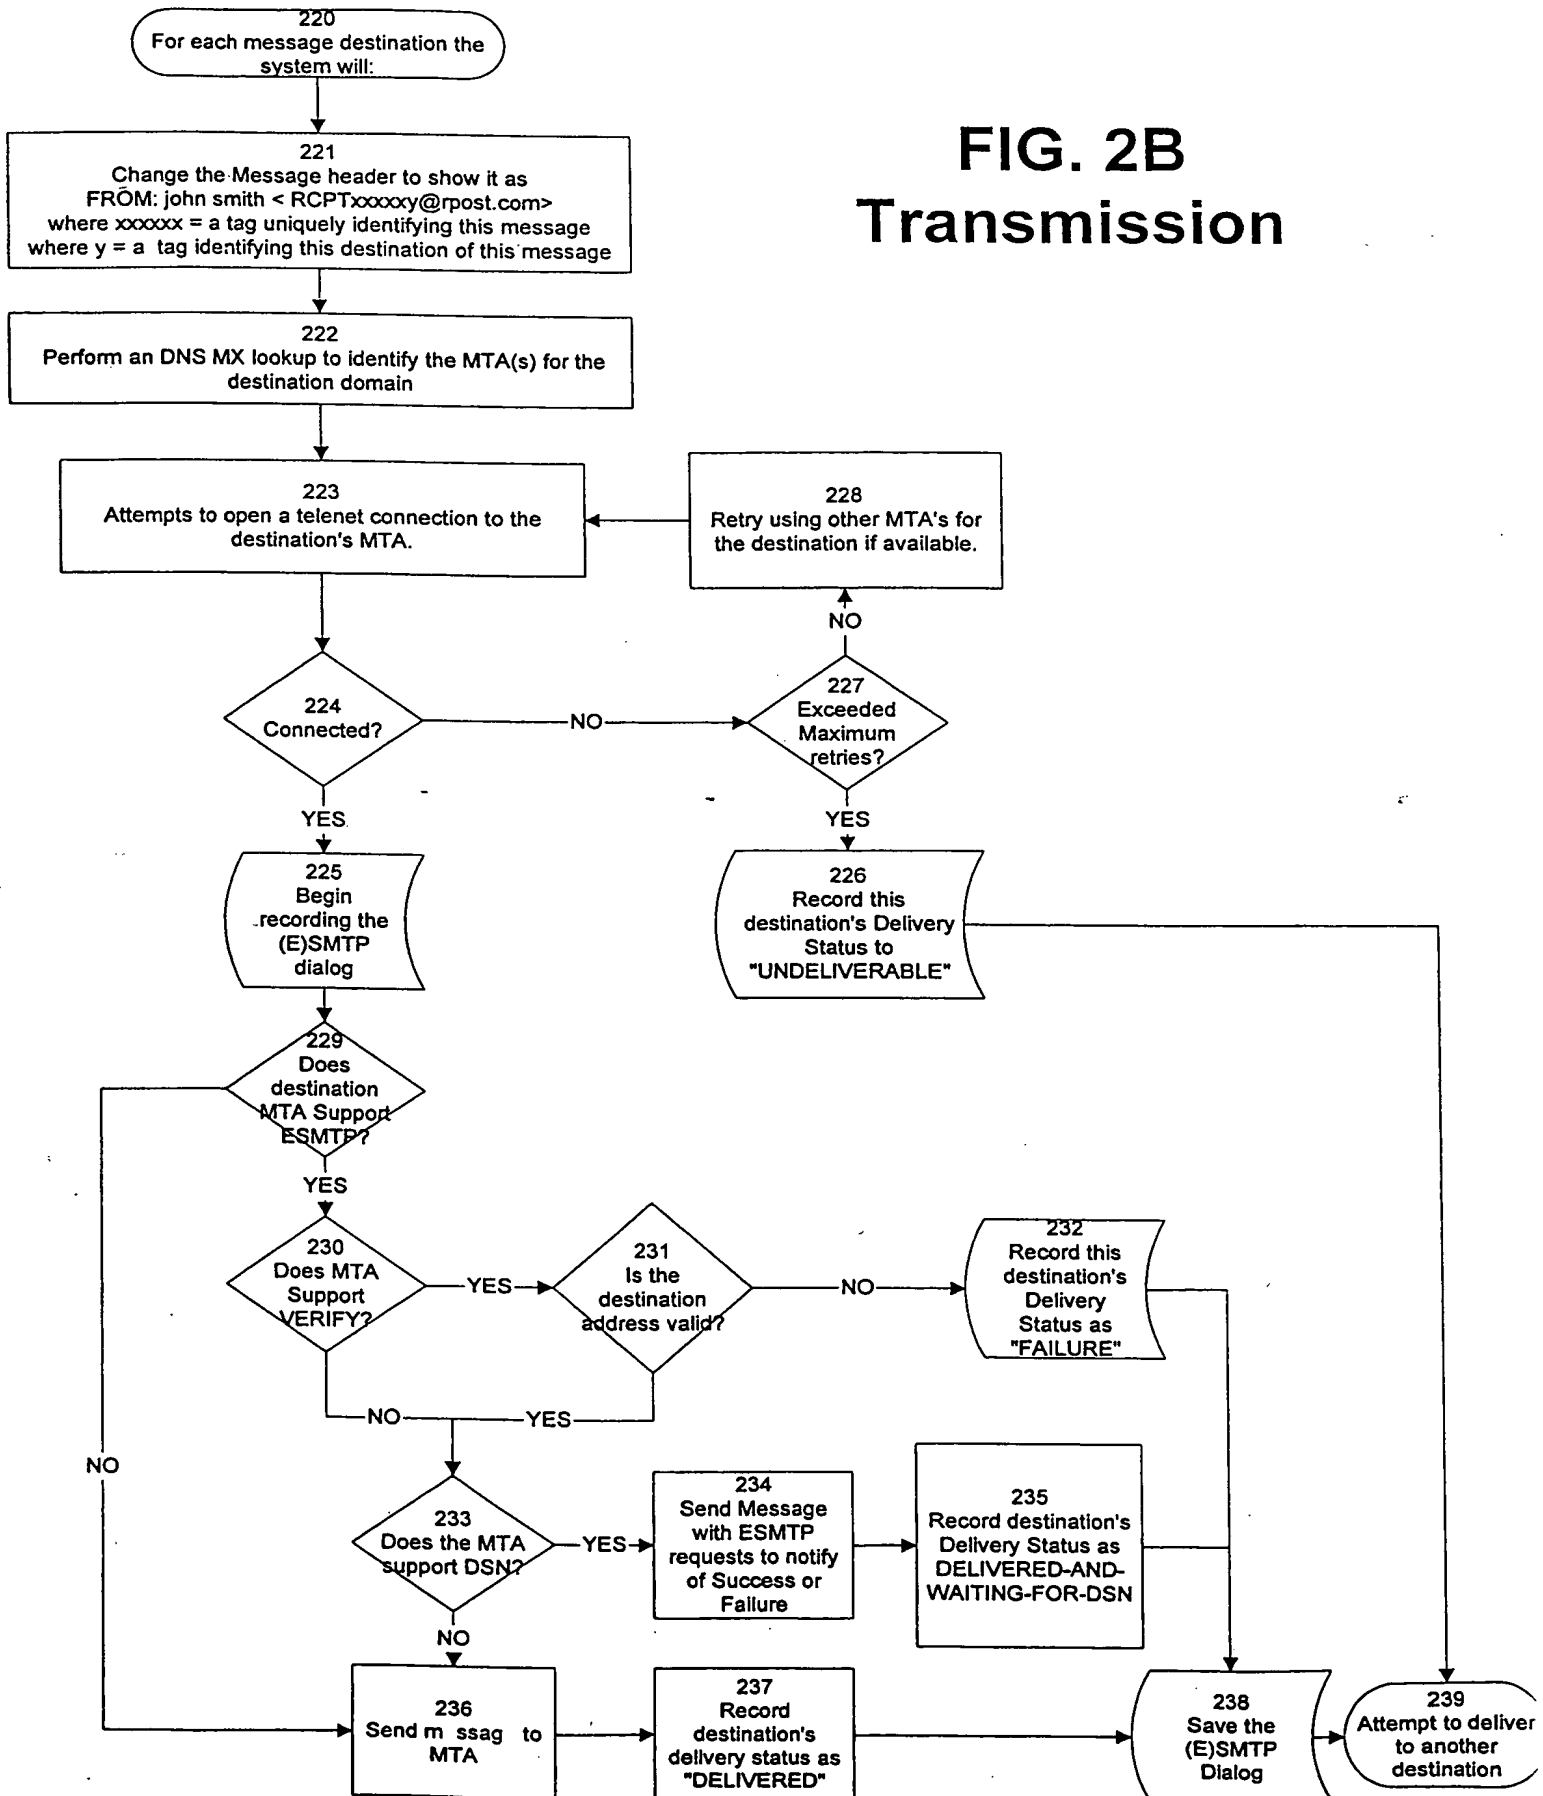 FIG. 2B
Transmission
220
For each message destination the
system will:
221
Change the Message header to show it as
FROM: john smith < RCPTxxxxxy@rpost.com>
where xxxxxx = a tag uniquely identifying this message
where y = a tag identifying this destination of this message
222
Perform an DNS MX lookup to identify the MTA(s) for the
destination domain
223
Attempts to open a telenet connection to the
destination's MTA.
228
Retry using other MTA's for
the destination if available.
NO
224
Connected?
NO
227
Exceeded
Maximum
retries?
YES
YES
225
Begin
recording the
(E)SMTP
dialog
226
Record this
destination's Delivery
Status to
"UNDELIVERABLE"
229
Does
destination
MTA Support
ESMTP?
YES
230
Does MTA
Support
VERIFY?
YES
231
Is the
destination
address valid?
NO
232
Record this
destination's
Delivery
Status as
"FAILURE"
NO
YES
NO
233
Does the MTA
support DSN?
YES
234
Send Message
with ESMTP
requests to notify
of Success or
Failure
235
Record destination's
Delivery Status as
DELIVERED-AND-
WAITING-FOR-DSN
NO
236
Send m ssag to
MTA
237
Record
destination's
delivery status as
"DELIVERED"
238
Save the
(E)SMTP
Dialog
239
Attempt to deliver
to another
destination